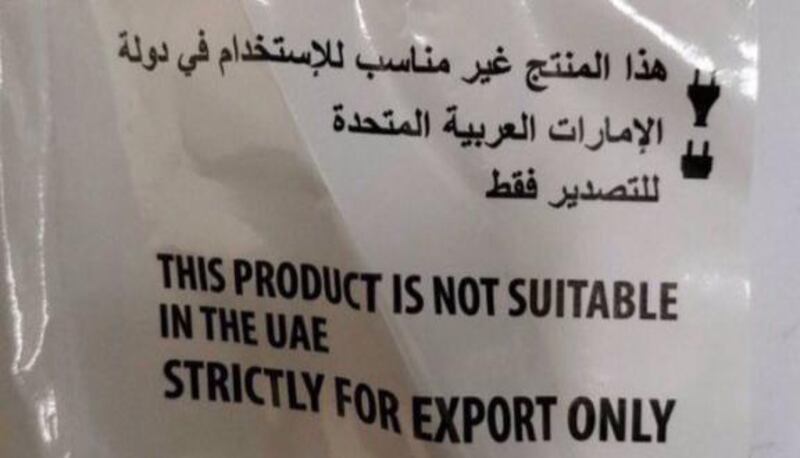 هذا المنتج غير مناسب للإستخدام في دولة
الإمارات العربية المتحدة
للتصدير فقط
THIS PRODUCT IS NOT SUITABLE
IN THE UAE
STRICTLY FOR EXPORT ONLY